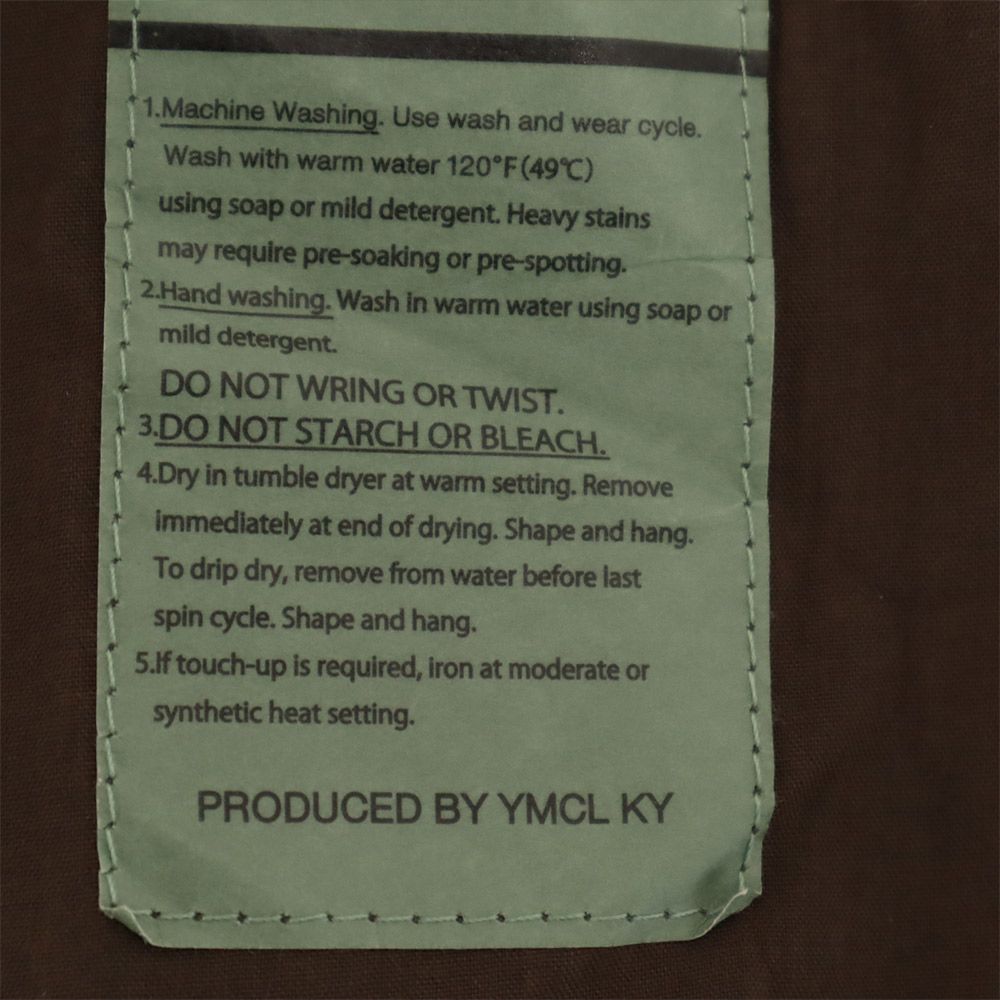 1.Machine Washing. Use wash and wear cycle.
Wash with warm water 120°F(49℃)
using soap or mild detergent. Heavy stains
may require pre-soaking or pre-spotting.
2.Hand washing. Wash in warm water using soap or
mild detergent.
DO NOT WRING OR TWIST.
3.DO NOT STARCH OR BLEACH.
4.Dry in tumble dryer at warm setting. Remove
immediately at end of drying. Shape and hang.
To drip dry, remove from water before last
spin cycle. Shape and hang.
5.If touch-up is required, iron at moderate or
synthetic heat setting.
PRODUCED BY YMCL KY